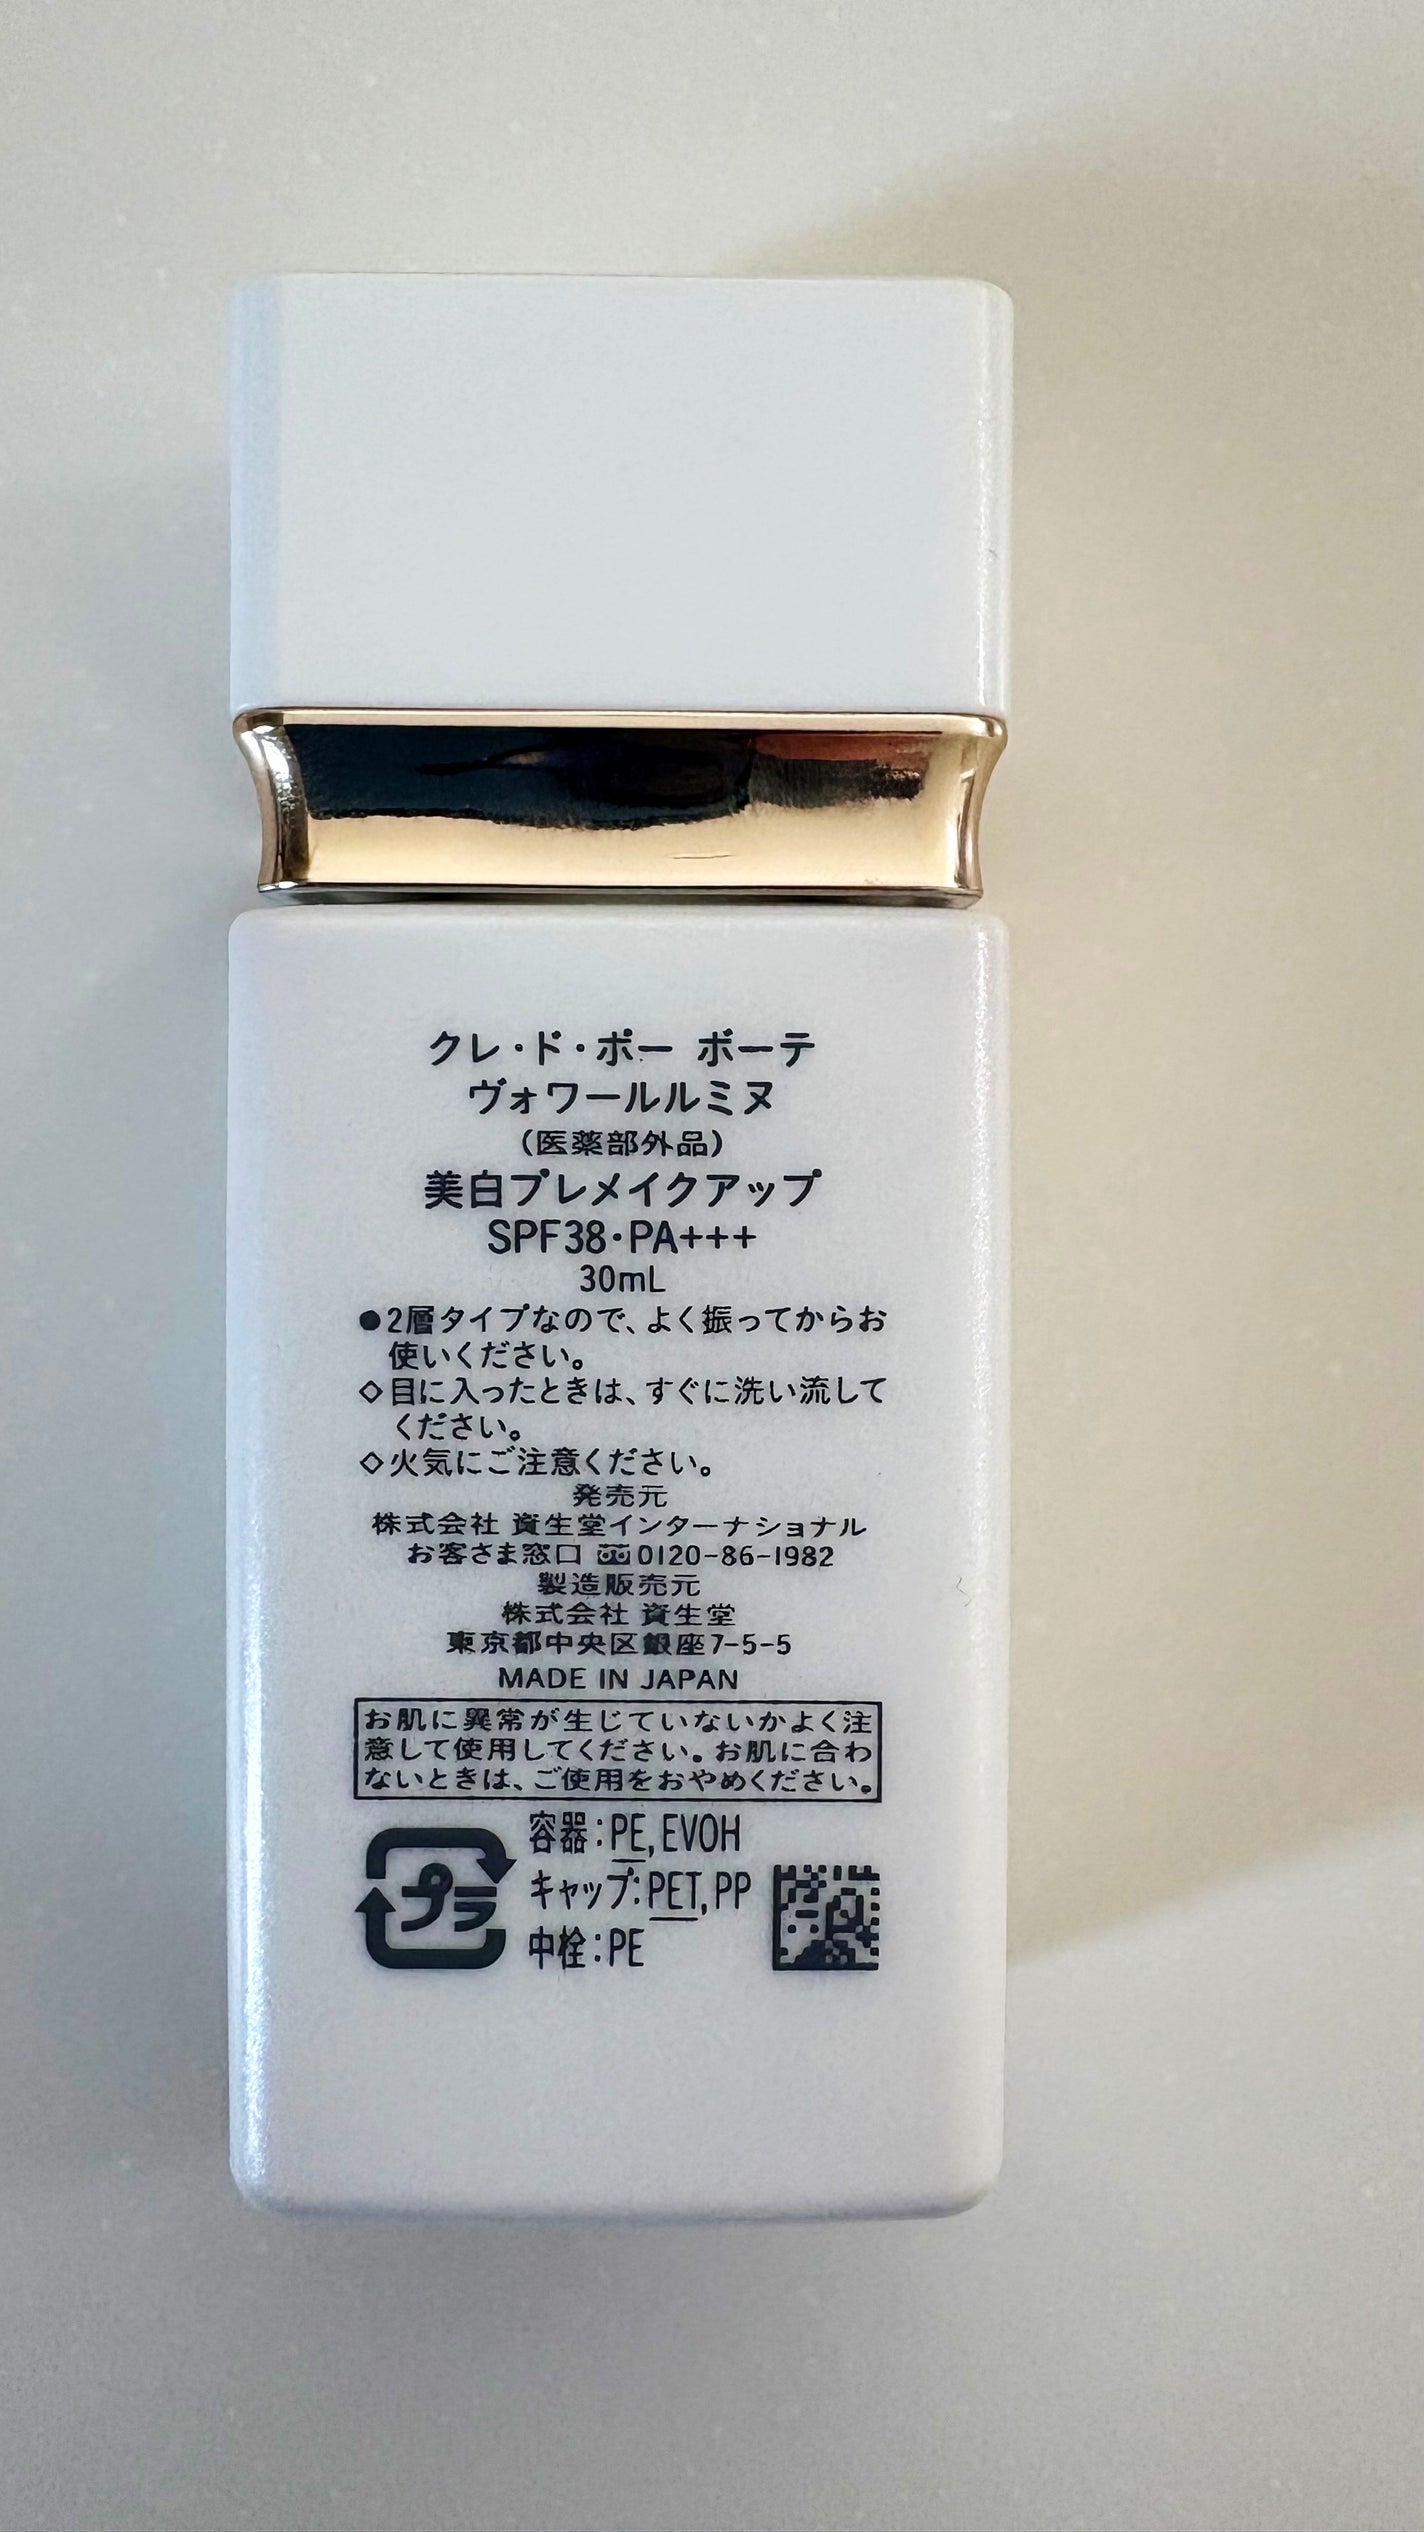 クレ・ド・ポー ボーテ
ヴォワールルミヌ
（医薬部外品）
美白プレメイクアップ
SPF38・PA+++
30mL
●2層タイプなので、よく振ってからお
使いください。
◇目に入ったときは、すぐに洗い流して
ください。
◇火気にご注意ください。
発売元
株式会社 資生堂インターナショナル
お客さま窓口 0120-86-1982
製造販売元
株式会社 資生堂
東京都中央区銀座7-5-5
MADE IN JAPAN
お肌に異常が生じていないかよく注
意して使用してください。お肌に合わ
ないときは、ご使用をおやめください。
プラ
容器：PE,EVOH
キャップ：PET,PP
中栓：PE